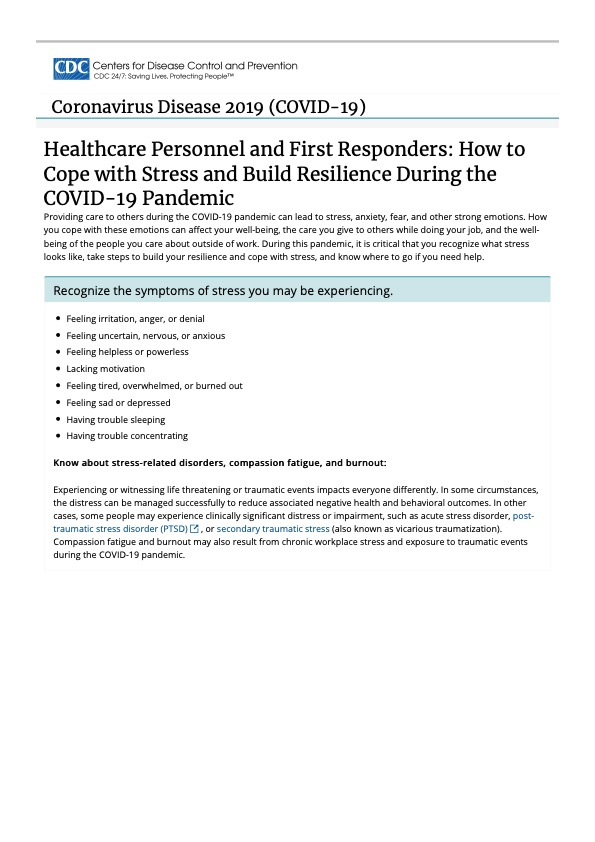 CDC Centers for Disease Control and Prevention
CDC 24/7: Saving Lives, Protecting People™
Coronavirus Disease 2019 (COVID-19)
Healthcare Personnel and First Responders: How to
Cope with Stress and Build Resilience During the
COVID-19 Pandemic
Providing care to others during the COVID-19 pandemic can lead to stress, anxiety, fear, and other strong emotions. How
you cope with these emotions can affect your well-being, the care you give to others while doing your job, and the well-
being of the people you care about outside of work. During this pandemic, it is critical that you recognize what stress
looks like, take steps to build your resilience and cope with stress, and know where to go if you need help.
Recognize the symptoms of stress you may be experiencing.
• Feeling irritation, anger, or denial
• Feeling uncertain, nervous, or anxious
• Feeling helpless or powerless
• Lacking motivation
• Feeling tired, overwhelmed, or burned out
• Feeling sad or depressed
• Having trouble sleeping
• Having trouble concentrating
Know about stress-related disorders, compassion fatigue, and burnout:
Experiencing or witnessing life threatening or traumatic events impacts everyone differently. In some circumstances,
the distress can be managed successfully to reduce associated negative health and behavioral outcomes. In other
cases, some people may experience clinically significant distress or impairment, such as acute stress disorder, post-
traumatic stress disorder (PTSD) , or secondary traumatic stress (also known as vicarious traumatization).
Compassion fatigue and burnout may also result from chronic workplace stress and exposure to traumatic events
during the COVID-19 pandemic.